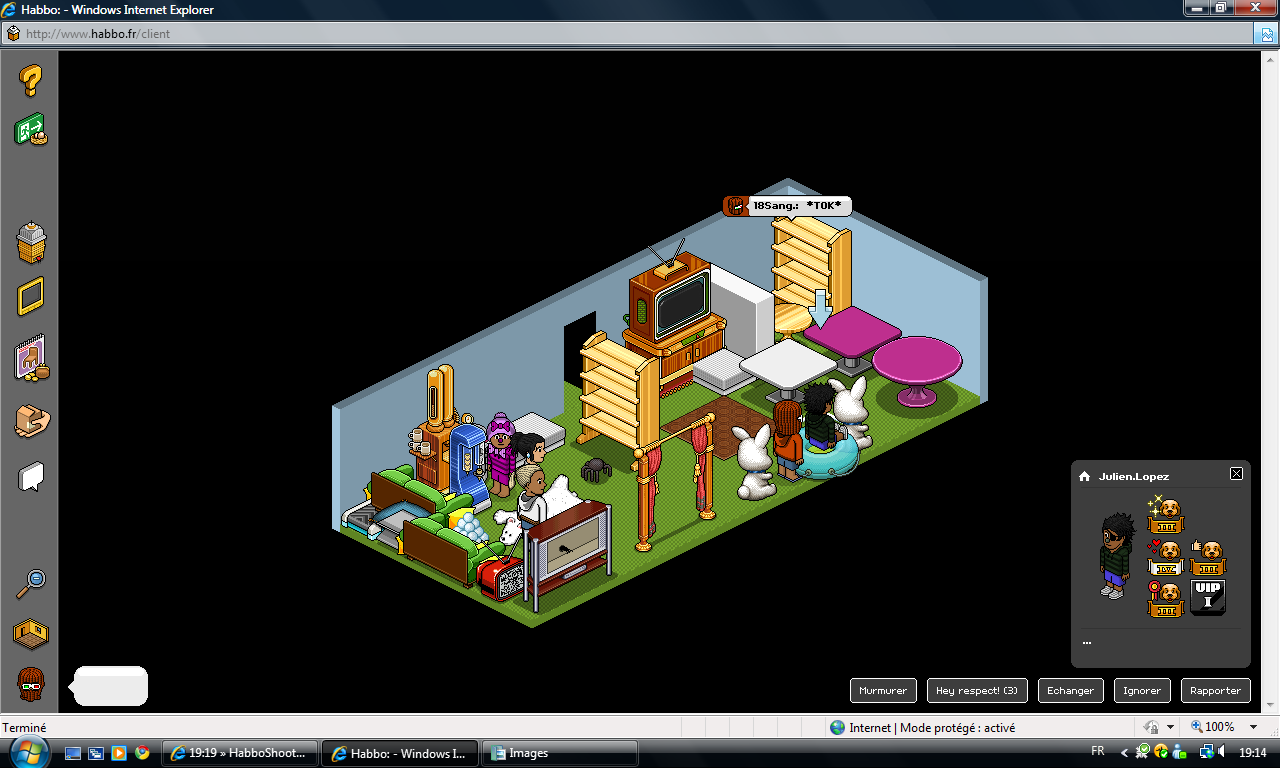 Habbo: - Windows Internet Explorer
http://www.habbo.fr/client
18Sang.: *TOK*
Julien.Lopez
VIP
I
...
Murmurer
Hey respect! (3)
Echanger
Ignorer
Rapporter
Terminé
Internet | Mode protégé : activé
100%
19:19 » HabboShoot...
Habbo: - Windows I...
Images
FR
19:14